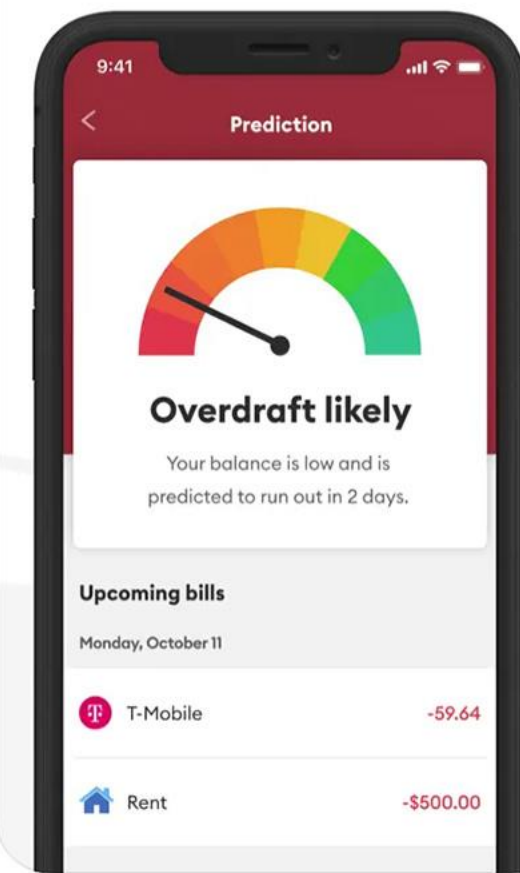 9:41
Prediction
Overdraft likely
Your balance is low and is
predicted to run out in 2 days.
Upcoming bills
Monday, October 11
T-Mobile -59.64
Rent -$500.00